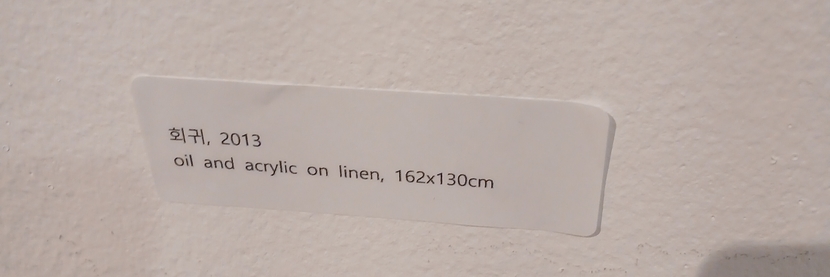 회귀, 2013
oil and acrylic on linen, 162x130cm